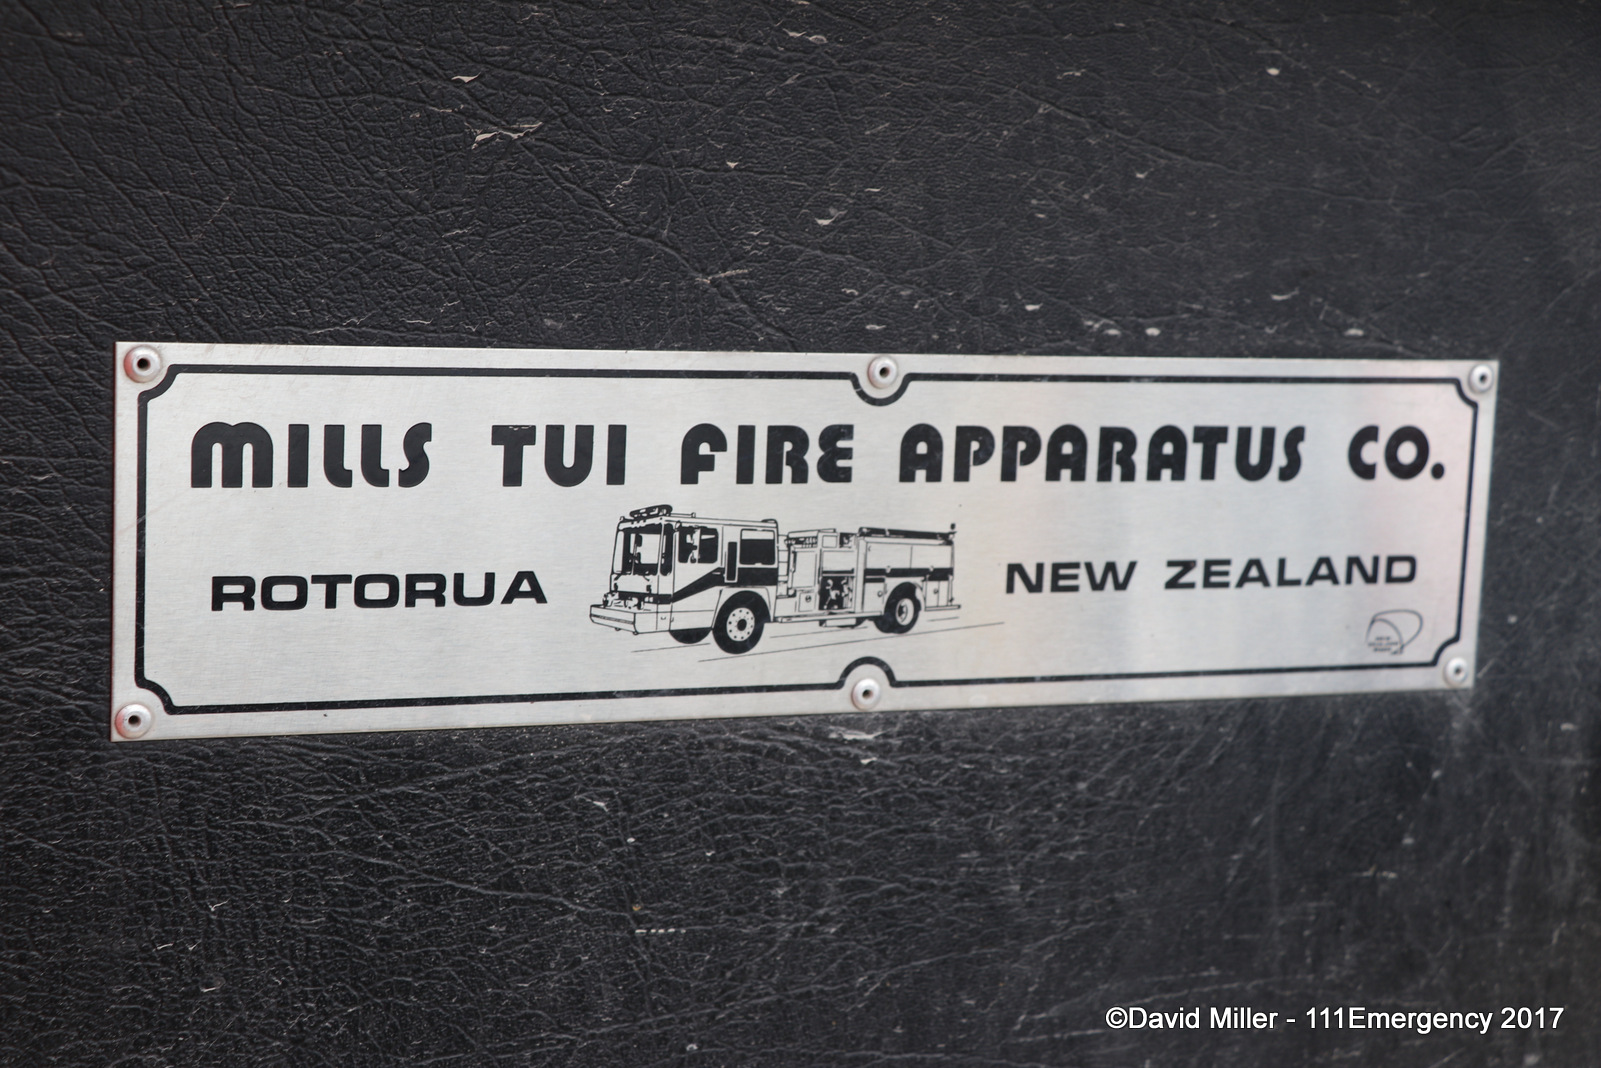 MILLS TUI FIRE APPARATUS CO.
ROTORUA
NEW ZEALAND
©David Miller - 111Emergency 2017